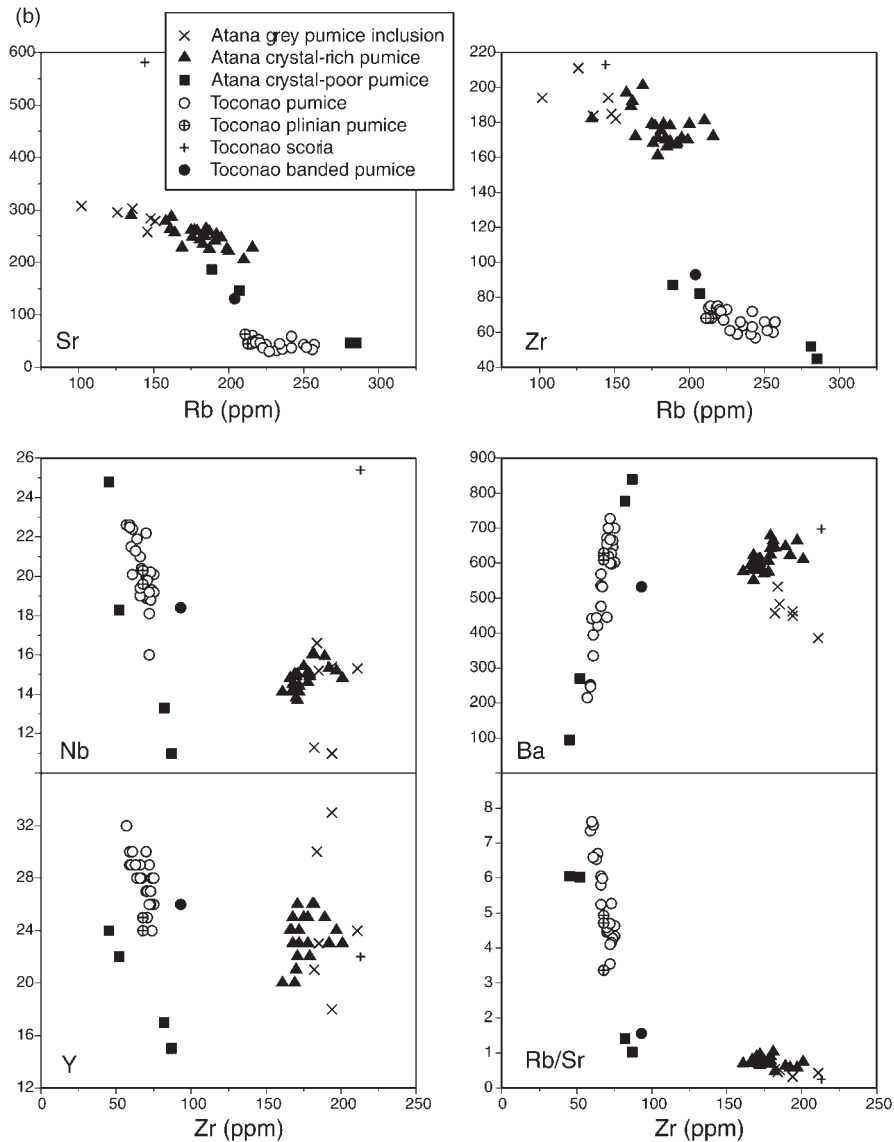 (b)
× Atana grey pumice inclusion
▲ Atana crystal-rich pumice
■ Atana crystal-poor pumice
○ Toconao pumice
⊕ Toconao plinian pumice
+ Toconao scoria
● Toconao banded pumice
600
500
400
300
200
100
0
Sr
100 150 200 250 300
Rb (ppm)
220
200
180
160
140
120
100
80
60
40
Zr
100 150 200 250 300
Rb (ppm)
26
24
22
20
18
16
14
12
Nb
900
800
700
600
500
400
300
200
100
Ba
32
28
24
20
16
12
Y
0 50 100 150 200 250
Zr (ppm)
8
7
6
5
4
3
2
1
0
Rb/Sr
0 50 100 150 200 250
Zr (ppm)